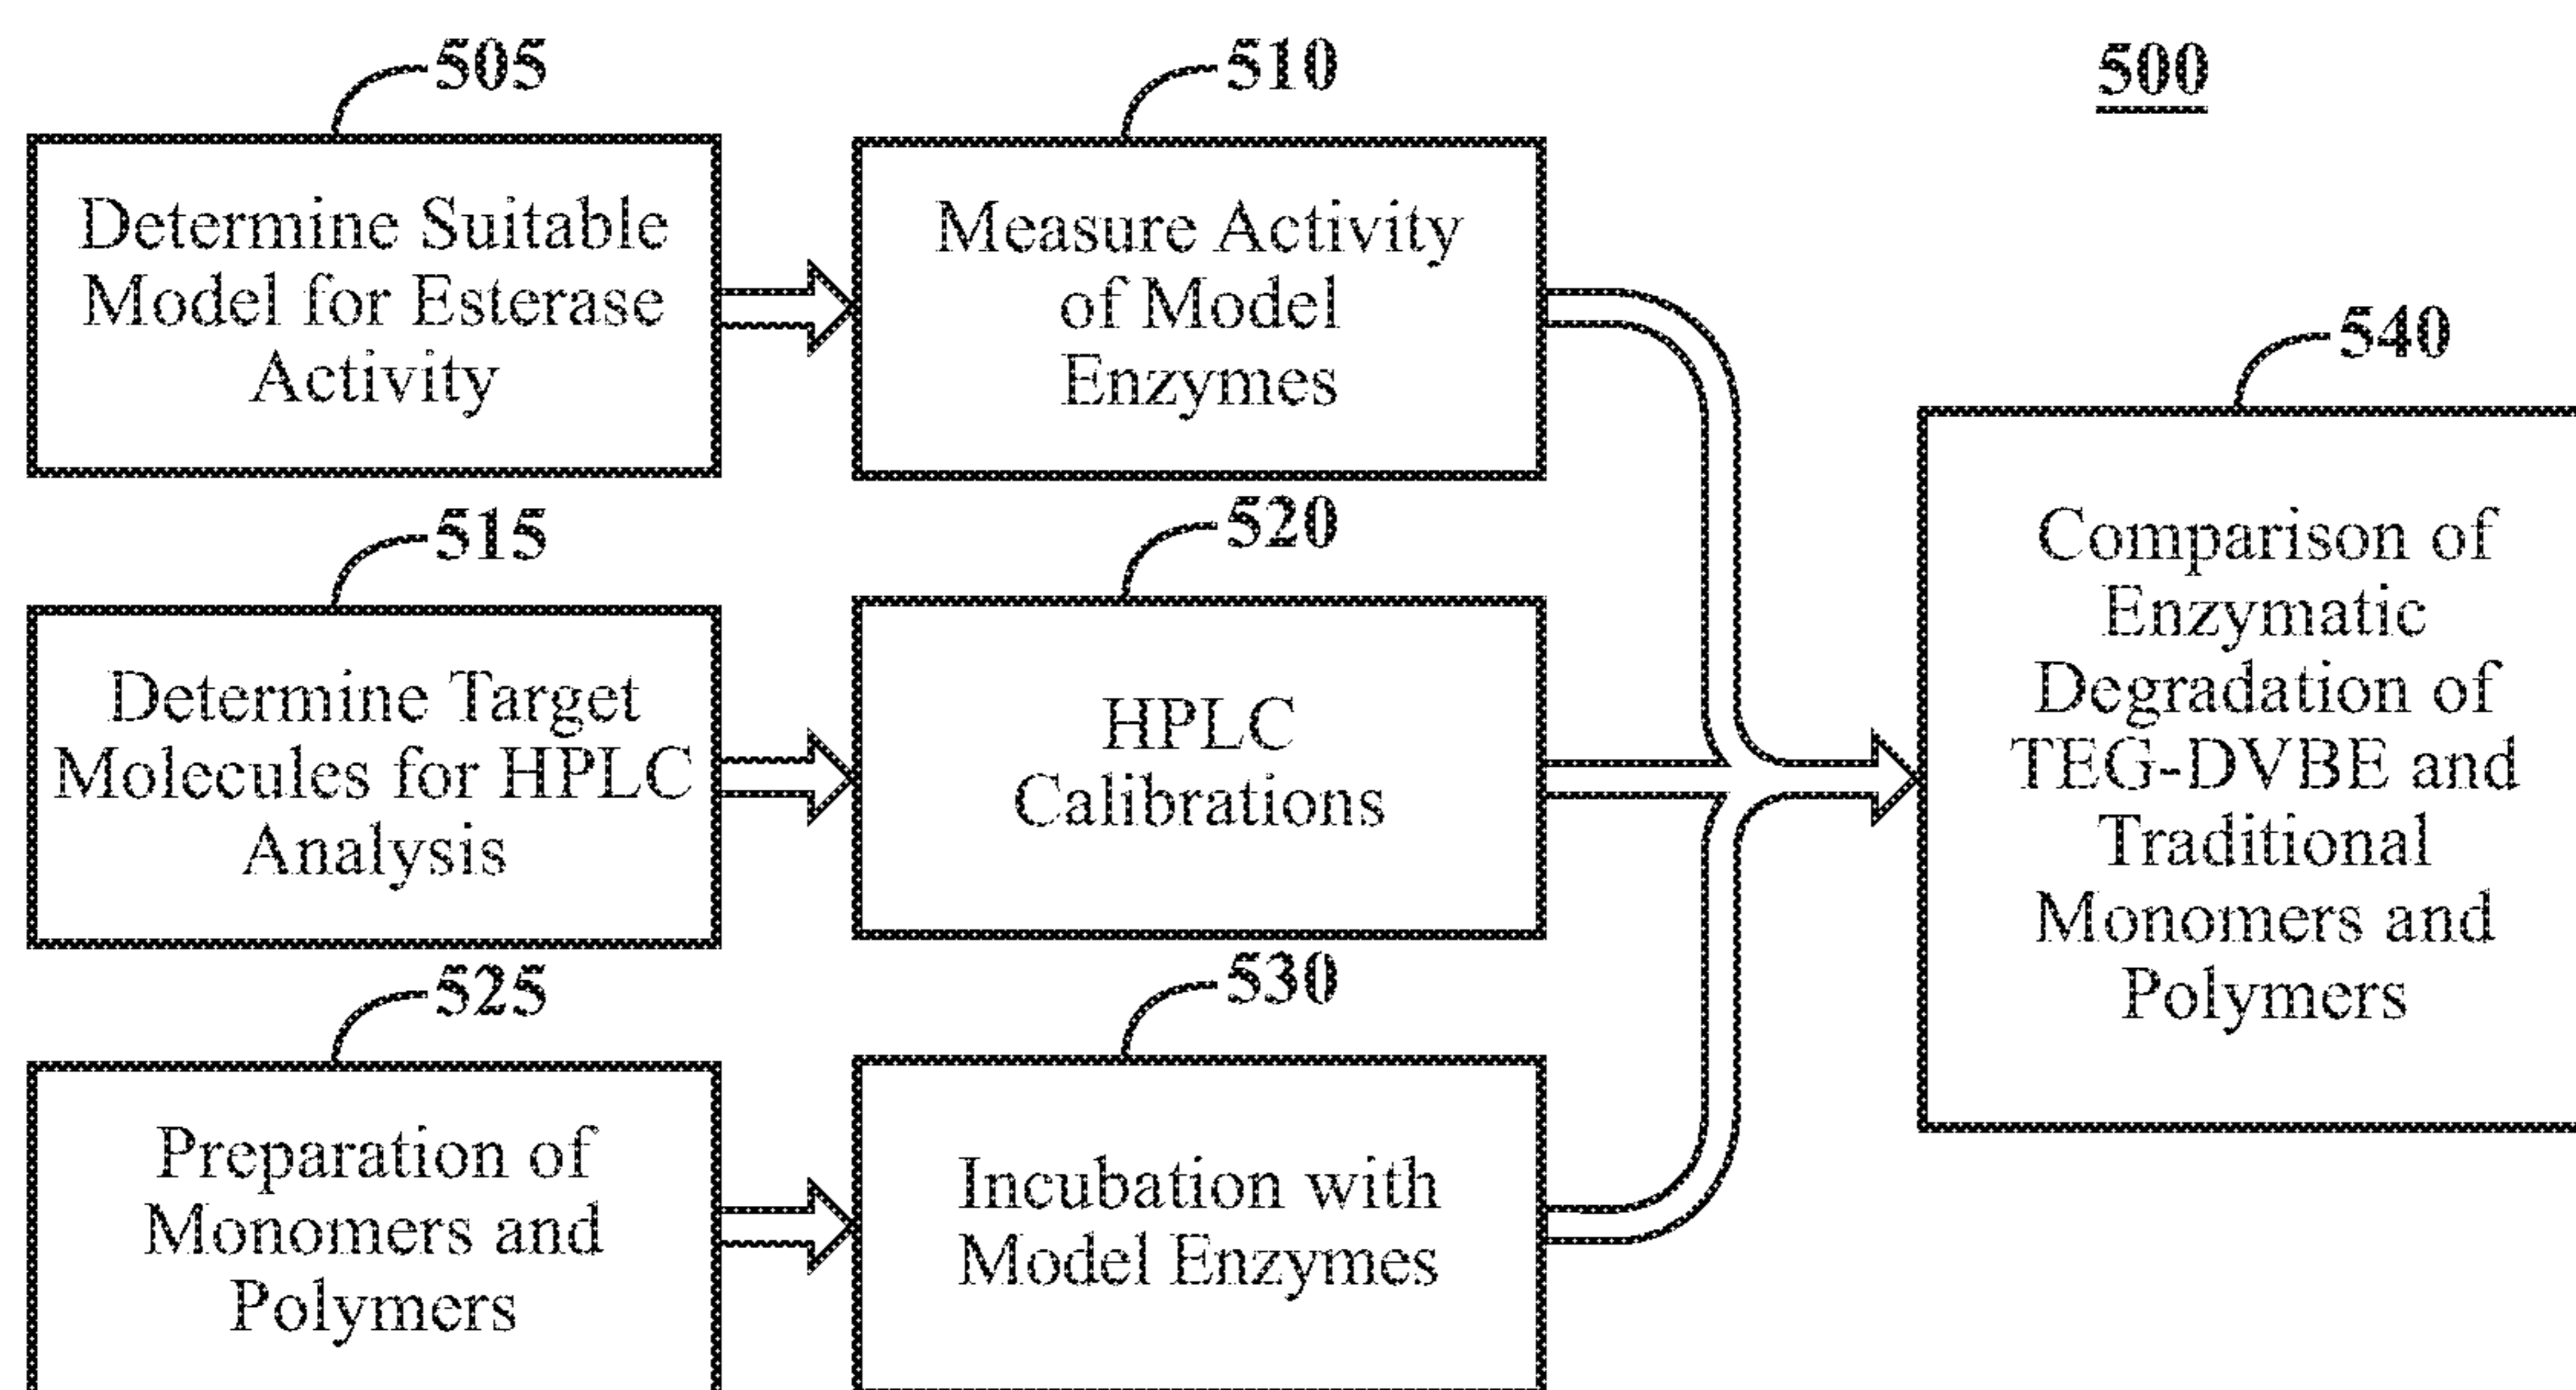 505
510
500
Determine Suitable
Model for Esterase
Activity
Measure Activity
of Model
Enzymes
540
515
520
Determine Target
Molecules for HPLC
Analysis
HPLC
Calibrations
Comparison of
Enzymatic
Degradation of
TEG-DVBE and
Traditional
Monomers and
Polymers
525
530
Preparation of
Monomers and
Polymers
Incubation with
Model Enzymes